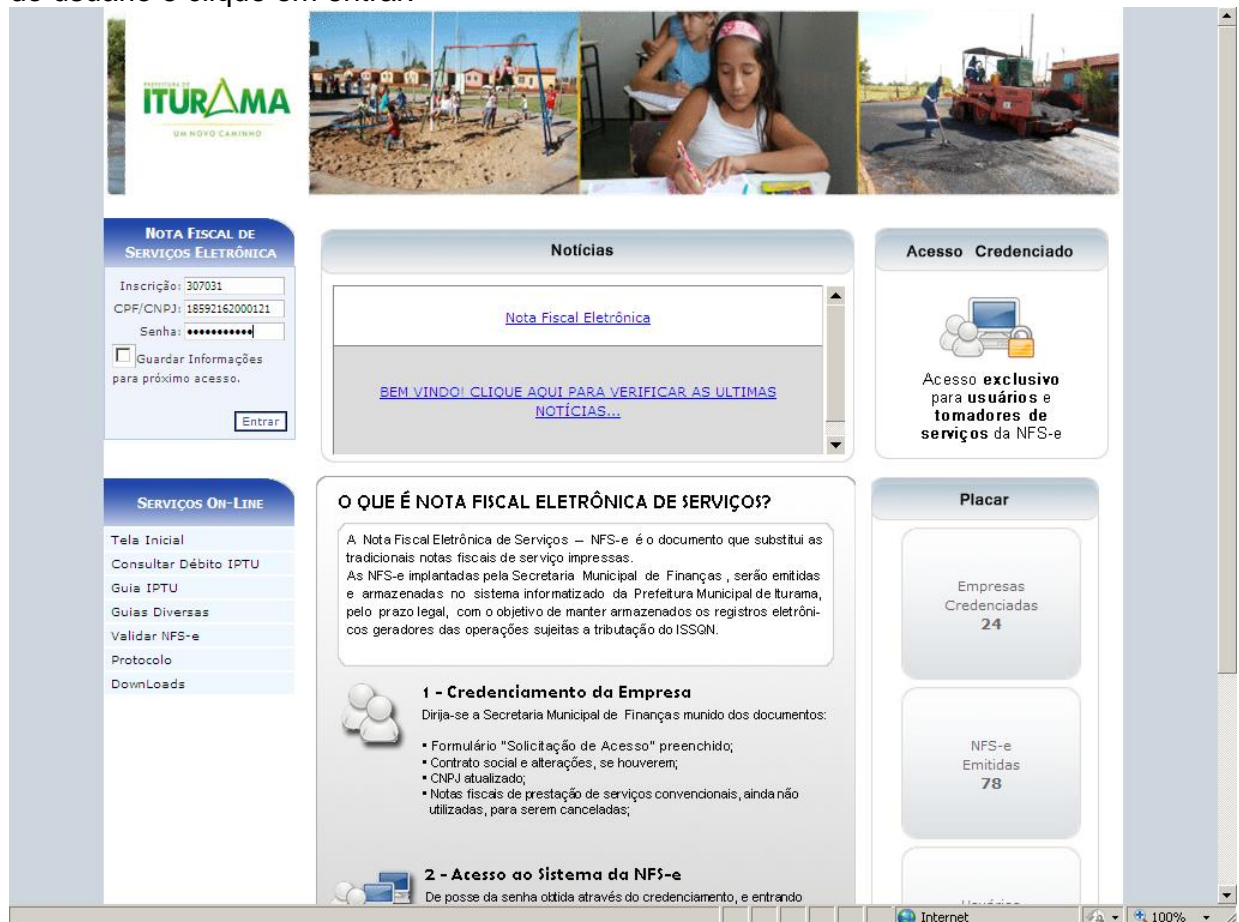 do usuário e clique em entrar.
PREFEITURA DE
ITURAMA
UM NOVO CAMINHO
NOTA FISCAL DE
SERVIÇOS ELETRÔNICA
Inscrição: 307031
CPF/CNPJ: 18592162000121
Senha: •••••••••••
Guardar Informações
para próximo acesso.
Entrar
Notícias
Nota Fiscal Eletrônica
BEM VINDO! CLIQUE AQUI PARA VERIFICAR AS ULTIMAS
NOTÍCIAS...
Acesso Credenciado
Acesso exclusivo
para usuários e
tomadores de
serviços da NFS-e
SERVIÇOS ON-LINE
Tela Inicial
Consultar Débito IPTU
Guia IPTU
Guias Diversas
Validar NFS-e
Protocolo
DownLoads
O QUE É NOTA FISCAL ELETRÔNICA DE SERVIÇOS?
A Nota Fiscal Eletrônica de Serviços – NFS-e é o documento que substitui as
tradicionais notas fiscais de serviço impressas.
As NFS-e implantadas pela Secretaria Municipal de Finanças , serão emitidas
e armazenadas no sistema informatizado da Prefeitura Municipal de Iturama,
pelo prazo legal, com o objetivo de manter armazenados os registros eletrôni-
cos geradores das operações sujeitas a tributação do ISSQN.
1 - Credenciamento da Empresa
Dirija-se a Secretaria Municipal de Finanças munido dos documentos:
▪ Formulário "Solicitação de Acesso" preenchido;
▪ Contrato social e alterações, se houverem;
▪ CNPJ atualizado;
▪ Notas fiscais de prestação de serviços convencionais, ainda não
utilizadas, para serem canceladas;
2 - Acesso ao Sistema da NFS-e
De posse da senha obtida através do credenciamento, e entrando
Placar
Empresas
Credenciadas
24
NFS-e
Emitidas
78
Usuários
Internet
100%